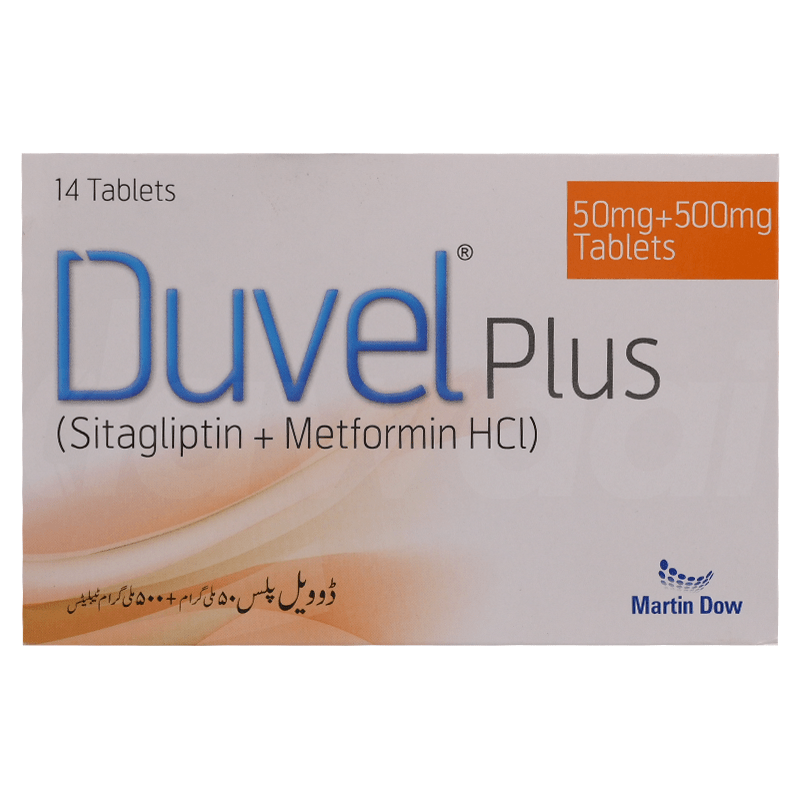 14 Tablets
50mg+500mg
Tablets
Duvel® Plus
(Sitagliptin + Metformin HCl)
ڈوویل پلس ۵۰ ملی گرام + ۵۰۰ ملی گرام ٹیبلیٹس
Martin Dow